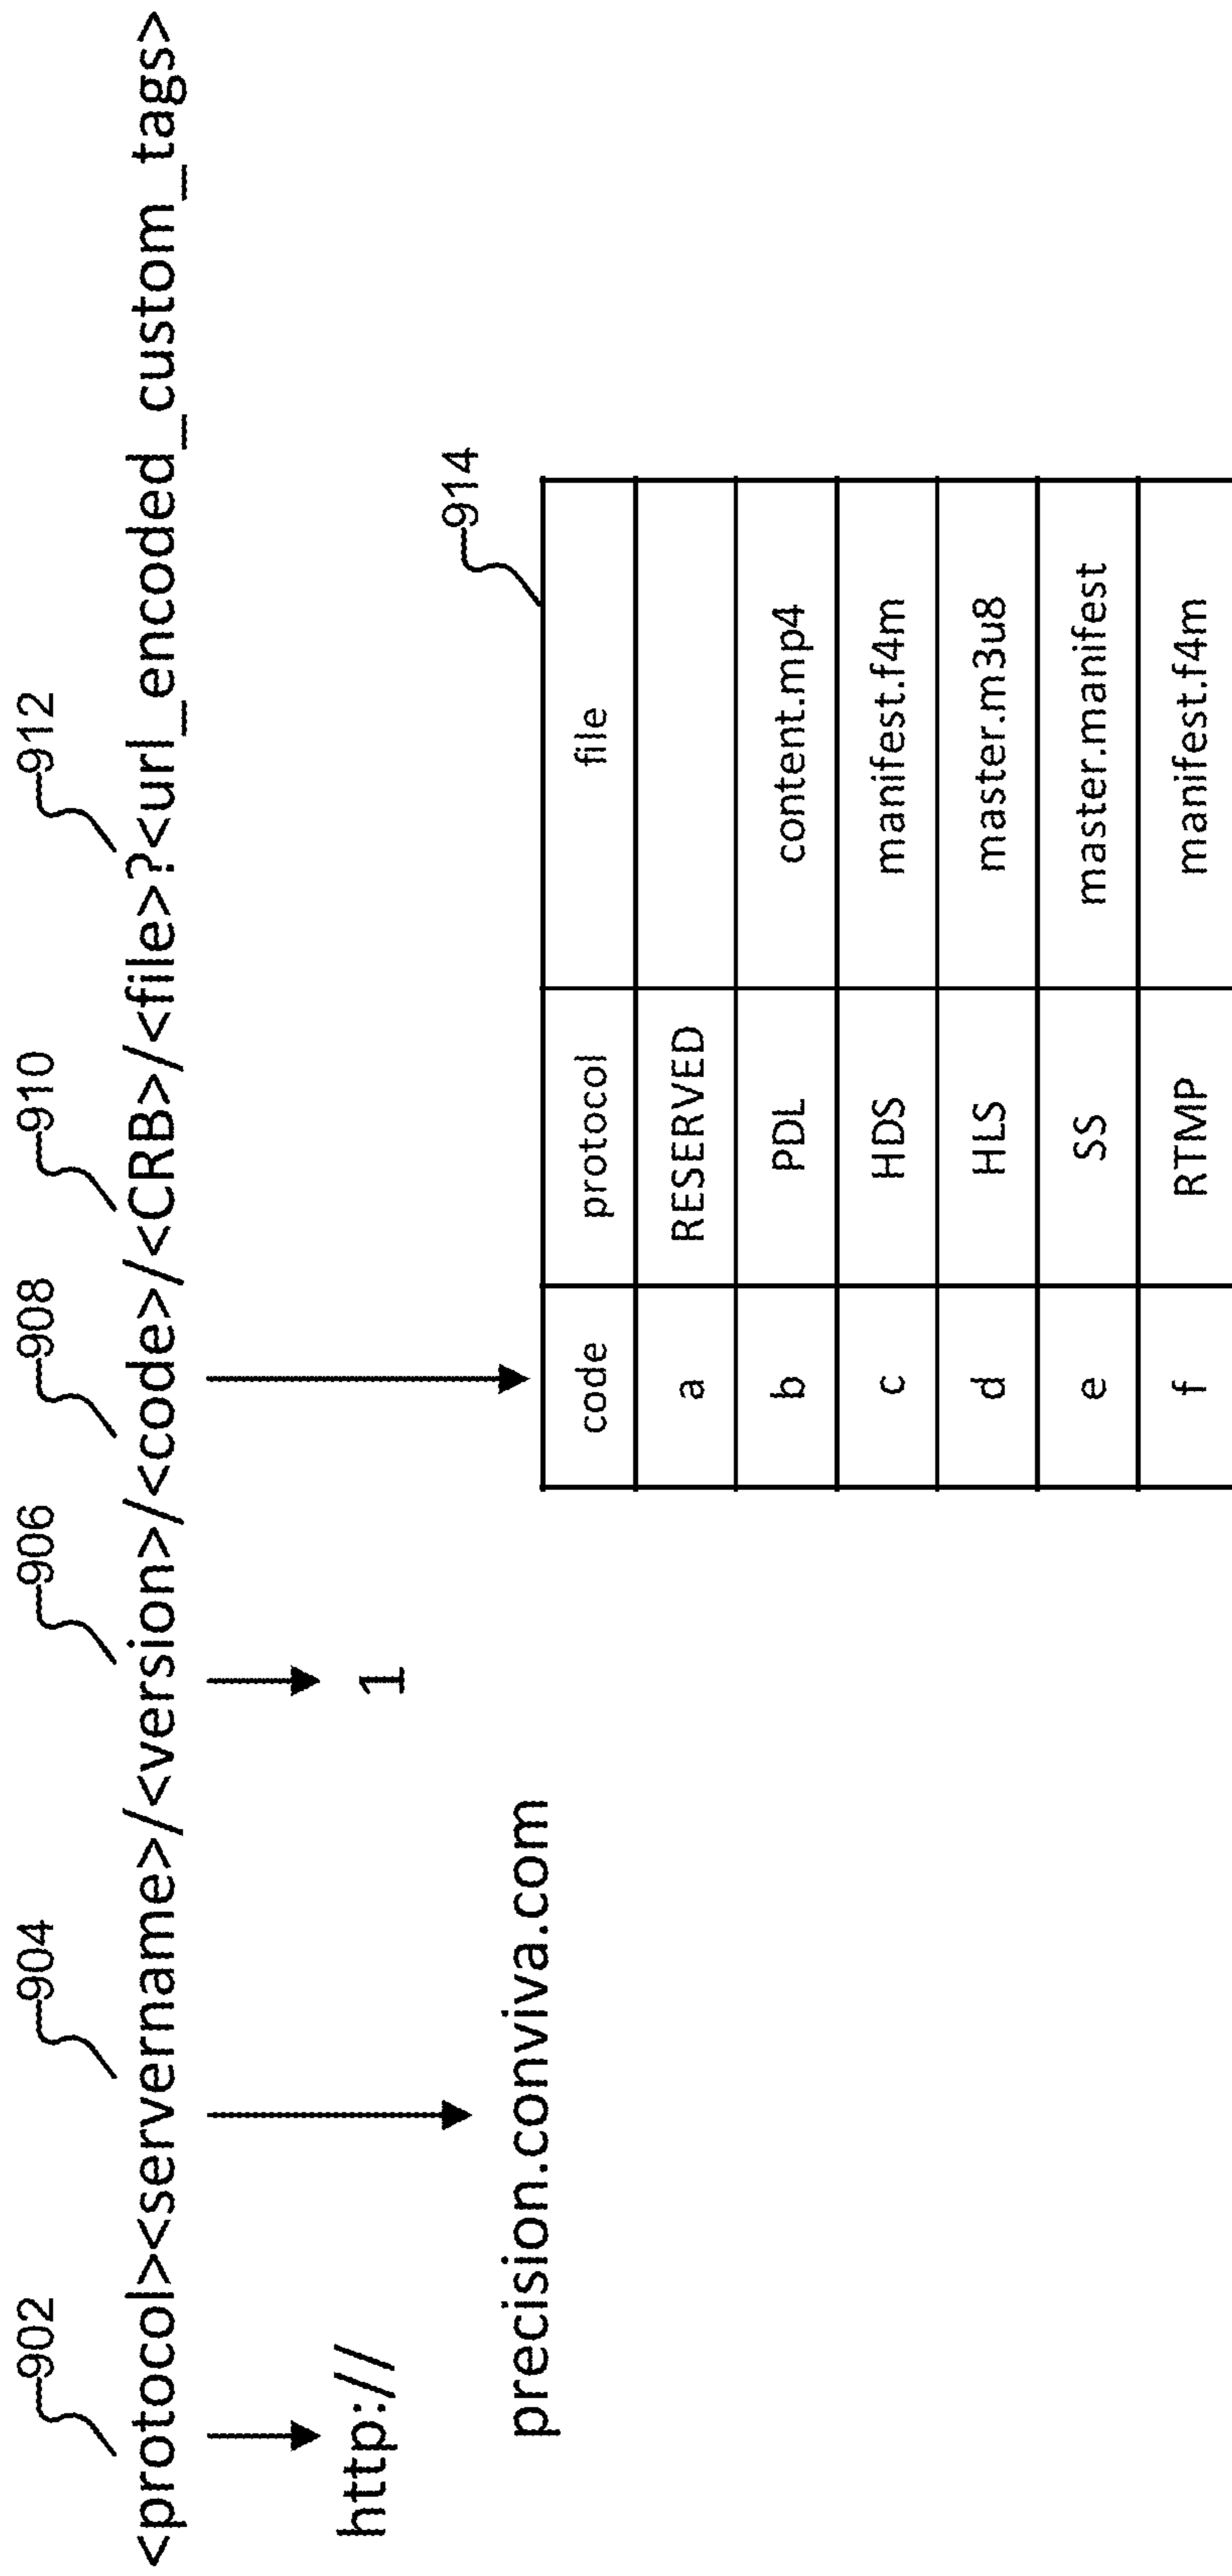 902 904 906 908 910 912
<protocol><servername>/<version>/<code>/<CRB>/<file>?<url_encoded_custom_tags>
http:// 1
precision.conviva.com
914
code protocol file
a RESERVED
b PDL content.mp4
c HDS manifest.f4m
d HLS master.m3u8
e SS master.manifest
f RTMP manifest.f4m